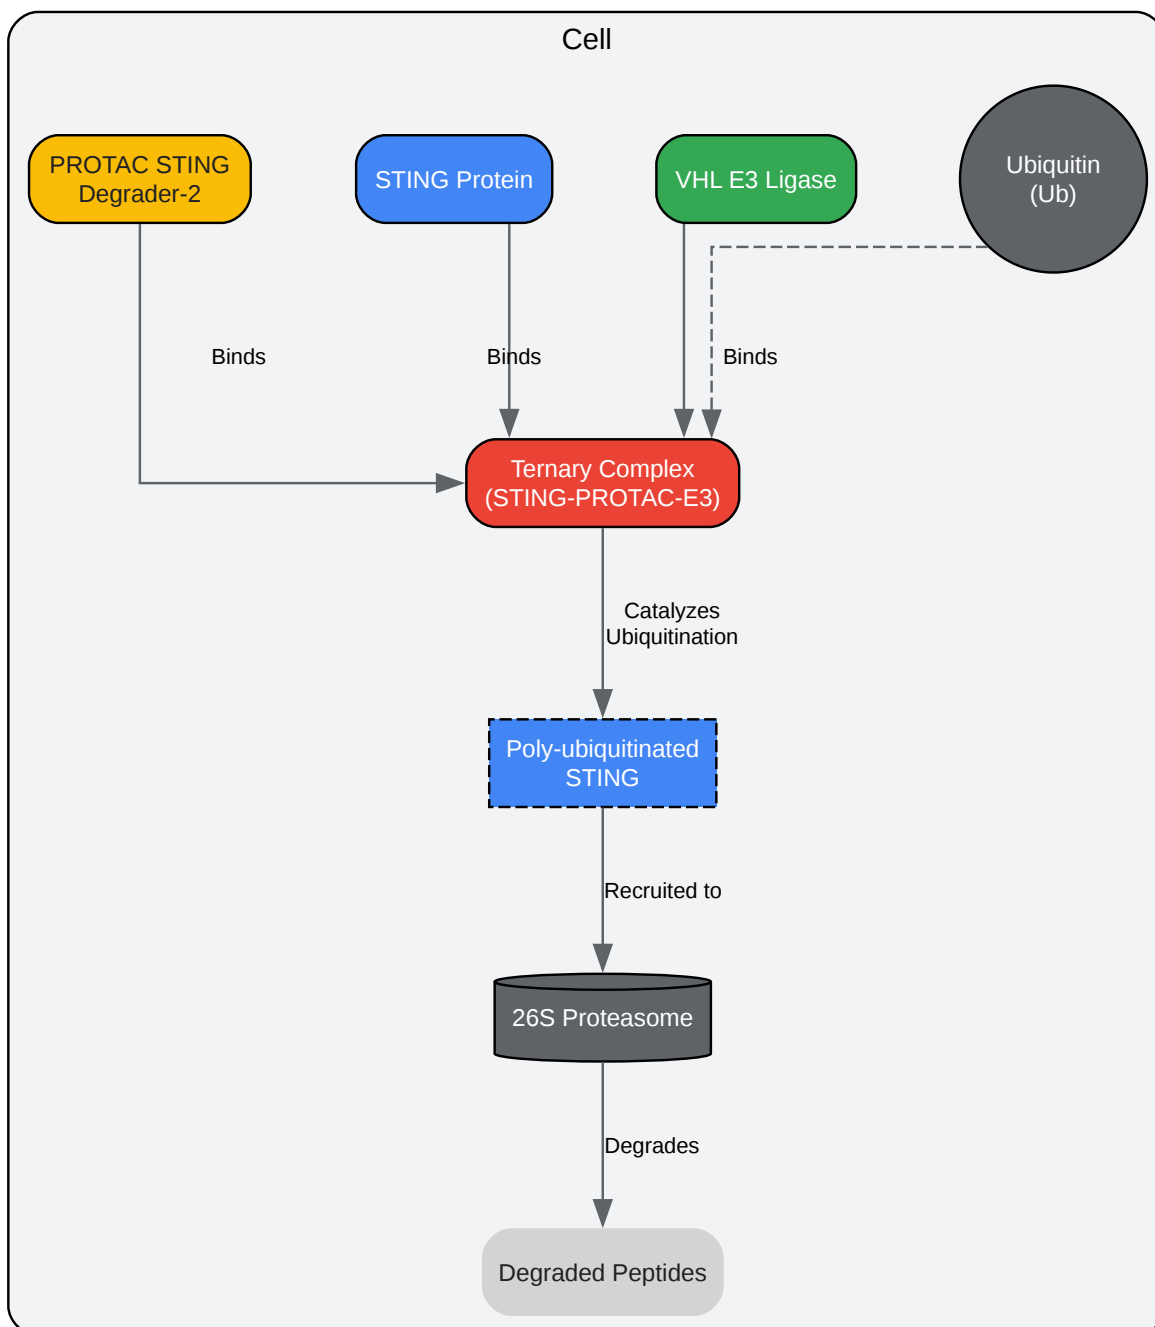 Cell
PROTAC STING
Degrader-2
STING Protein
VHL E3 Ligase
Ubiquitin
(Ub)
Binds
Binds
Binds
Ternary Complex
(STING-PROTAC-E3)
Catalyzes
Ubiquitination
Poly-ubiquitinated
STING
Recruited to
26S Proteasome
Degrades
Degraded Peptides